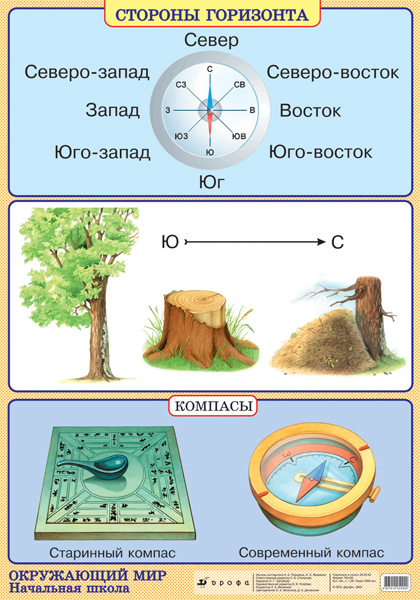 СТОРОНЫ ГОРИЗОНТА
Север
Северо-запад
Северо-восток
С
СЗ
СВ
Запад
З
В
Восток
ЮЗ
ЮВ
Юго-запад
Ю
Юго-восток
Юг
Ю
С
КОМПАСЫ
С
З
Старинный компас
Современный компас
ОКРУЖАЮЩИЙ МИР
Начальная школа
дрофа